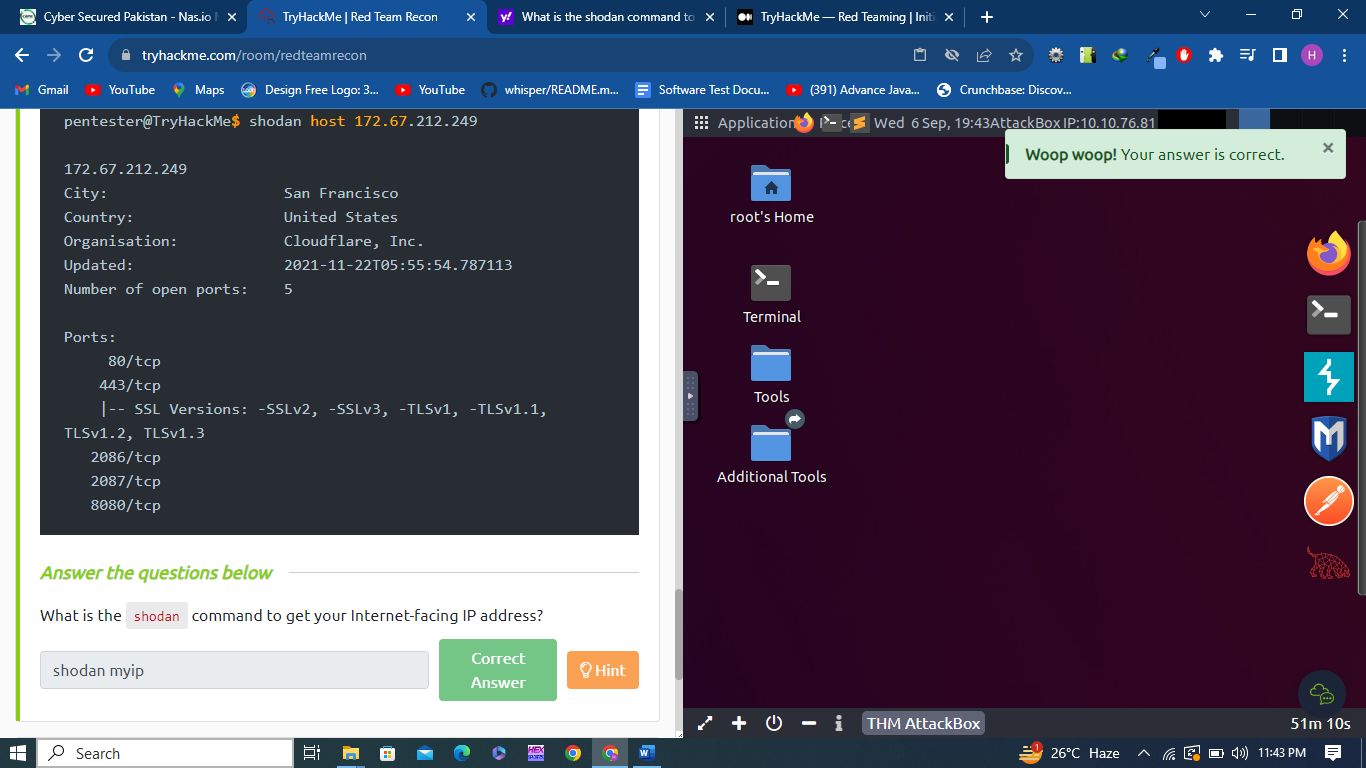 Cyber Secured Pakistan - Nas.io
TryHackMe | Red Team Recon
What is the shodan command to
TryHackMe — Red Teaming | Initi
tryhackme.com/room/redteamrecon
H
Gmail
YouTube
Maps
Design Free Logo: 3...
YouTube
whisper/README.m...
Software Test Docu...
(391) Advance Java...
Crunchbase: Discov...
pentester@TryHackMe$ shodan host 172.67.212.249
172.67.212.249
City: San Francisco
Country: United States
Organisation: Cloudflare, Inc.
Updated: 2021-11-22T05:55:54.787113
Number of open ports: 5
Ports:
80/tcp
443/tcp
|-- SSL Versions: -SSLv2, -SSLv3, -TLSv1, -TLSv1.1,
TLSv1.2, TLSv1.3
2086/tcp
2087/tcp
8080/tcp
Answer the questions below
What is the shodan command to get your Internet-facing IP address?
shodan myip
Correct
Answer
Hint
Application
Wed 6 Sep, 19:43
AttackBox IP:10.10.76.81
Woop woop! Your answer is correct.
root's Home
Terminal
Tools
Additional Tools
THM AttackBox
51m 10s
Search
1
26°C Haze
11:43 PM